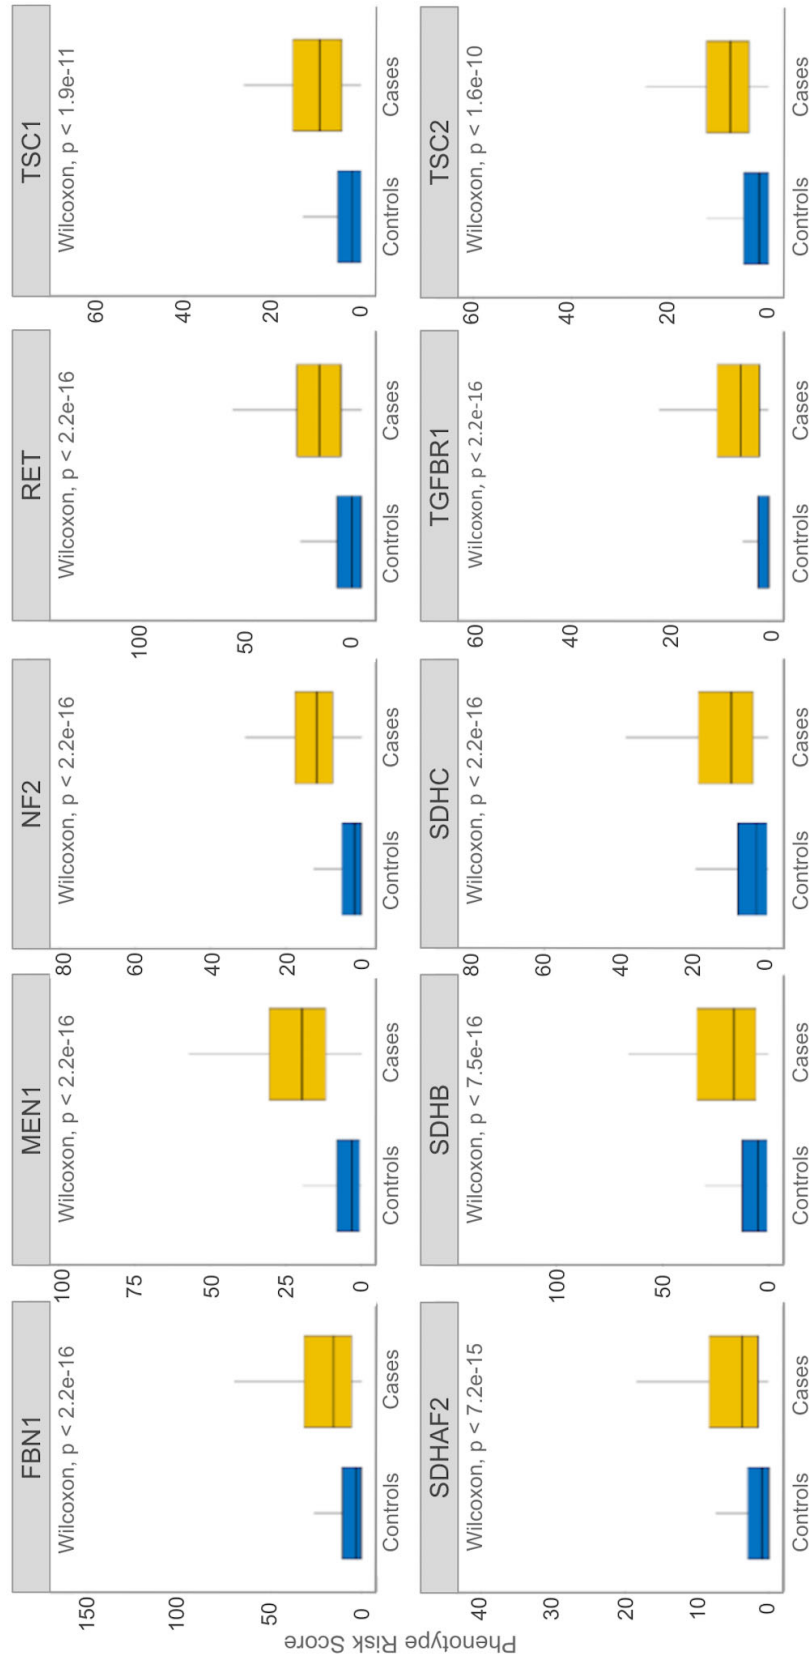 Phenotype Risk Score
FBN1
Wilcoxon, p < 2.2e-16
150
100
50
0
Controls Cases
MEN1
Wilcoxon, p < 2.2e-16
100
75
50
25
0
Controls Cases
NF2
Wilcoxon, p < 2.2e-16
80
60
40
20
0
Controls Cases
RET
Wilcoxon, p < 2.2e-16
100
50
0
Controls Cases
TSC1
Wilcoxon, p < 1.9e-11
60
40
20
0
Controls Cases
SDHAF2
Wilcoxon, p < 7.2e-15
40
30
20
10
0
Controls Cases
SDHB
Wilcoxon, p < 7.5e-16
100
50
0
Controls Cases
SDHC
Wilcoxon, p < 2.2e-16
80
60
40
20
0
Controls Cases
TGFBR1
Wilcoxon, p < 2.2e-16
60
40
20
0
Controls Cases
TSC2
Wilcoxon, p < 1.6e-10
60
40
20
0
Controls Cases